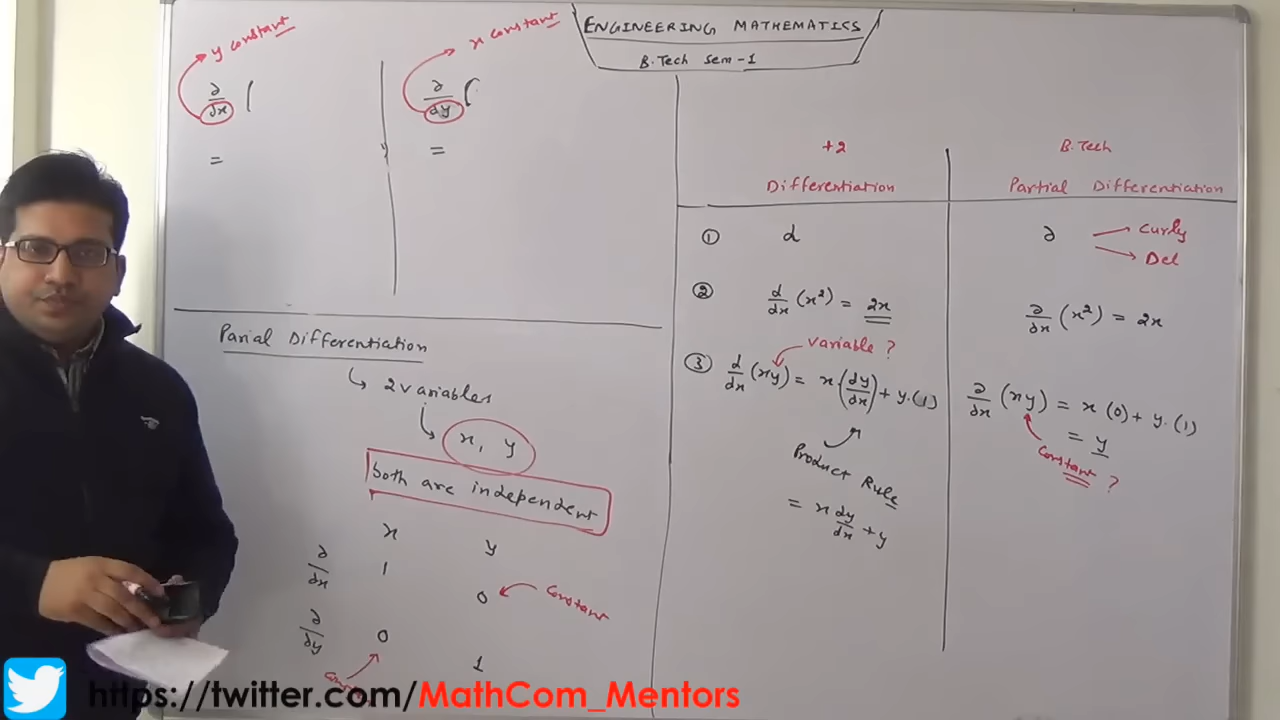 ENGINEERING MATHEMATICS
B.Tech Sem-1
y constant
∂/∂x (
=
x constant
∂/∂y (
=
Parial Differentiation
2 variables
x, y
both are independent
x y
∂/∂x 1 0 Constant
∂/∂y 0 1
+2 B.Tech
Differentiation Partial Differentiation
① d ∂ Curly
Del
② d/dx (x²) = 2x ∂/∂x (x²) = 2x
variable ?
③ d/dx (xy) = x(dy/dx) + y.(1) ∂/∂x (xy) = x(0) + y.(1)
= y
Constant ?
Product Rule
= x dy/dx + y
https://twitter.com/MathCom_Mentors